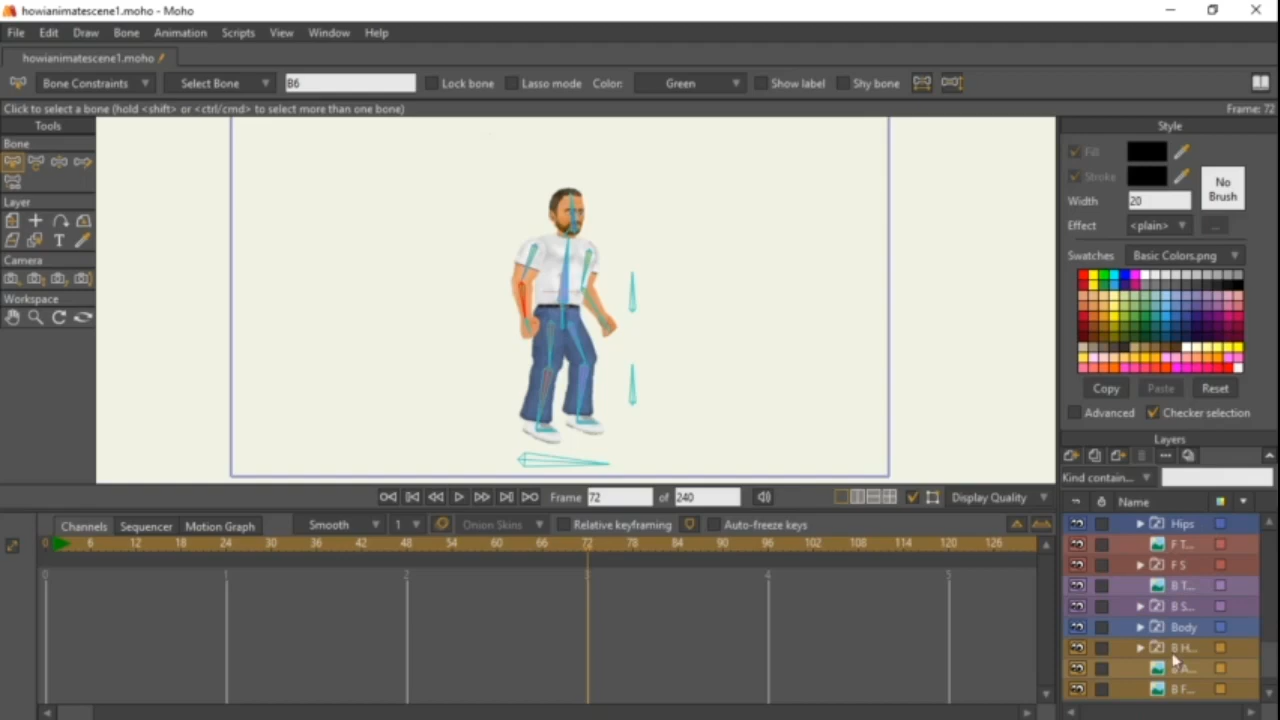 howianimatescene1.moho - Moho
File Edit Draw Bone Animation Scripts View Window Help
howianimatescene1.moho
Bone Constraints Select Bone B6 Lock bone Lasso mode Color: Green Show label Shy bone
Click to select a bone (hold <shift> or <ctrl/cmd> to select more than one bone) Frame: 72
Tools
Bone
Layer
Camera
Workspace
Style
Fill
Stroke
No Brush
Width 20
Effect <plain> ...
Swatches Basic Colors.png
Copy Paste Reset
Advanced Checker selection
Layers
Kind contain...
Name
Hips
F T...
F S
B T...
B S...
Body
B H...
B A...
B F...
Frame 72 of 240 Display Quality
Channels Sequencer Motion Graph Smooth 1 Onion Skins Relative keyframing Auto-freeze keys
0 6 12 18 24 30 36 42 48 54 60 66 72 78 84 90 96 102 108 114 120 126
0 1 2 3 4 5